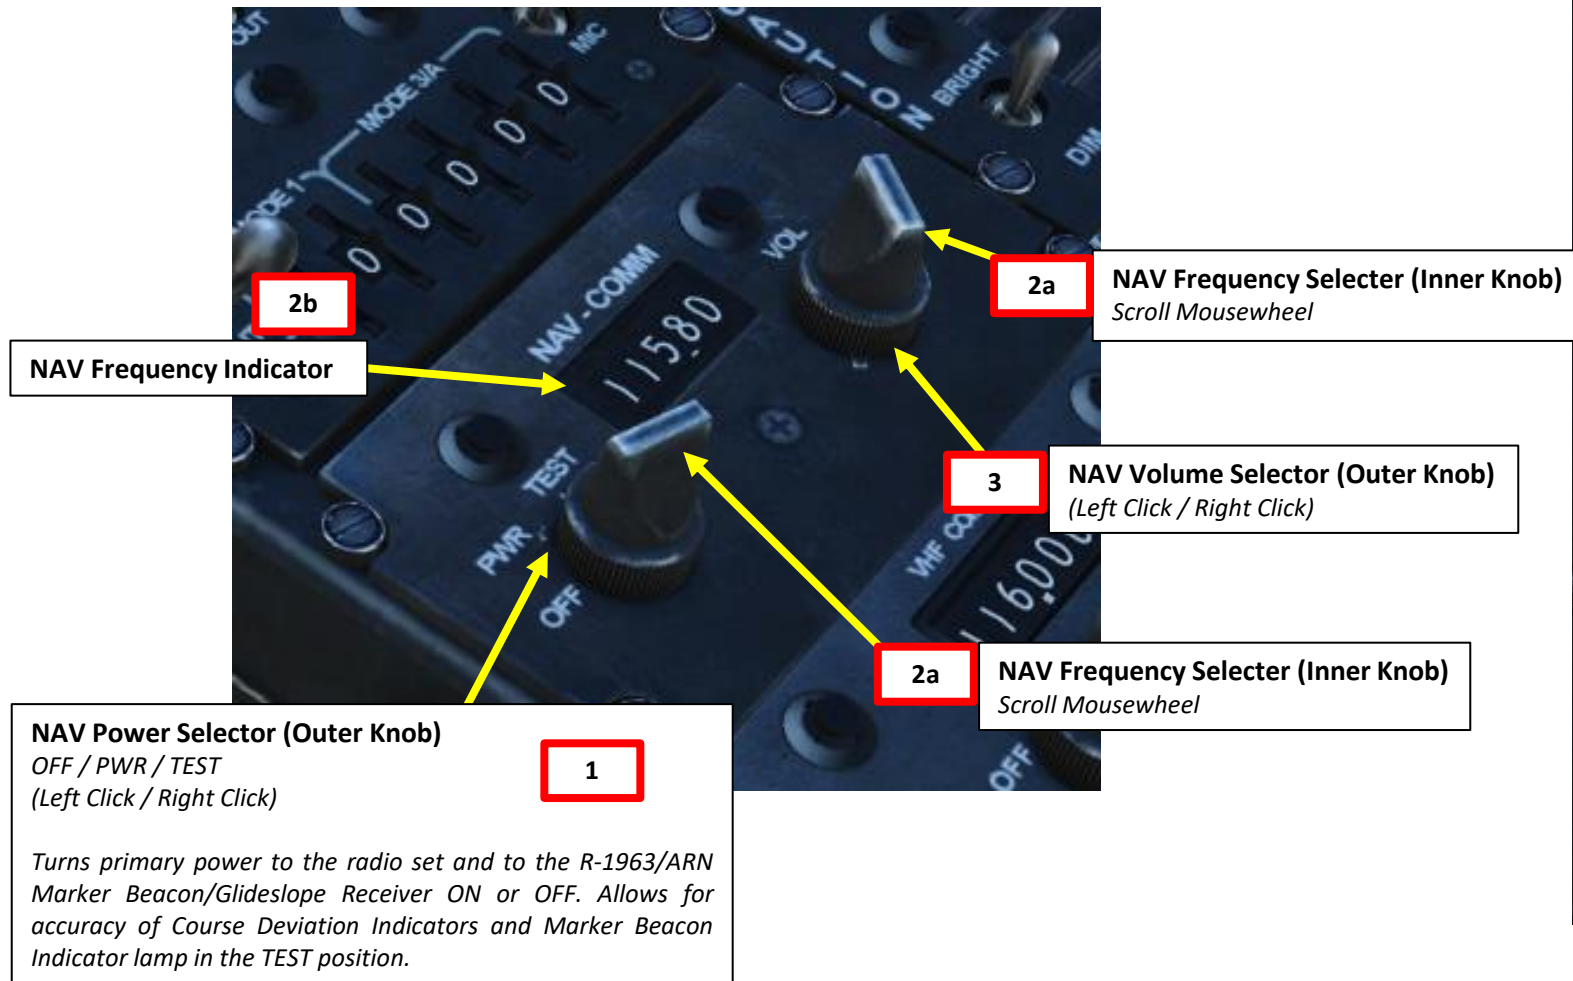 OUT
MIC
CAUTION
BRIGHT
DIM
MODE 3/A
MODE 1
0 0 0 0 0 0
VOL
NAV - COMM
115.80
2a
NAV Frequency Selecter (Inner Knob)
Scroll Mousewheel
2b
NAV Frequency Indicator
TEST
PWR
OFF
3
NAV Volume Selector (Outer Knob)
(Left Click / Right Click)
VHF
2a
NAV Frequency Selecter (Inner Knob)
Scroll Mousewheel
OFF
NAV Power Selector (Outer Knob)
OFF / PWR / TEST
(Left Click / Right Click)
1
Turns primary power to the radio set and to the R-1963/ARN
Marker Beacon/Glideslope Receiver ON or OFF. Allows for
accuracy of Course Deviation Indicators and Marker Beacon
Indicator lamp in the TEST position.